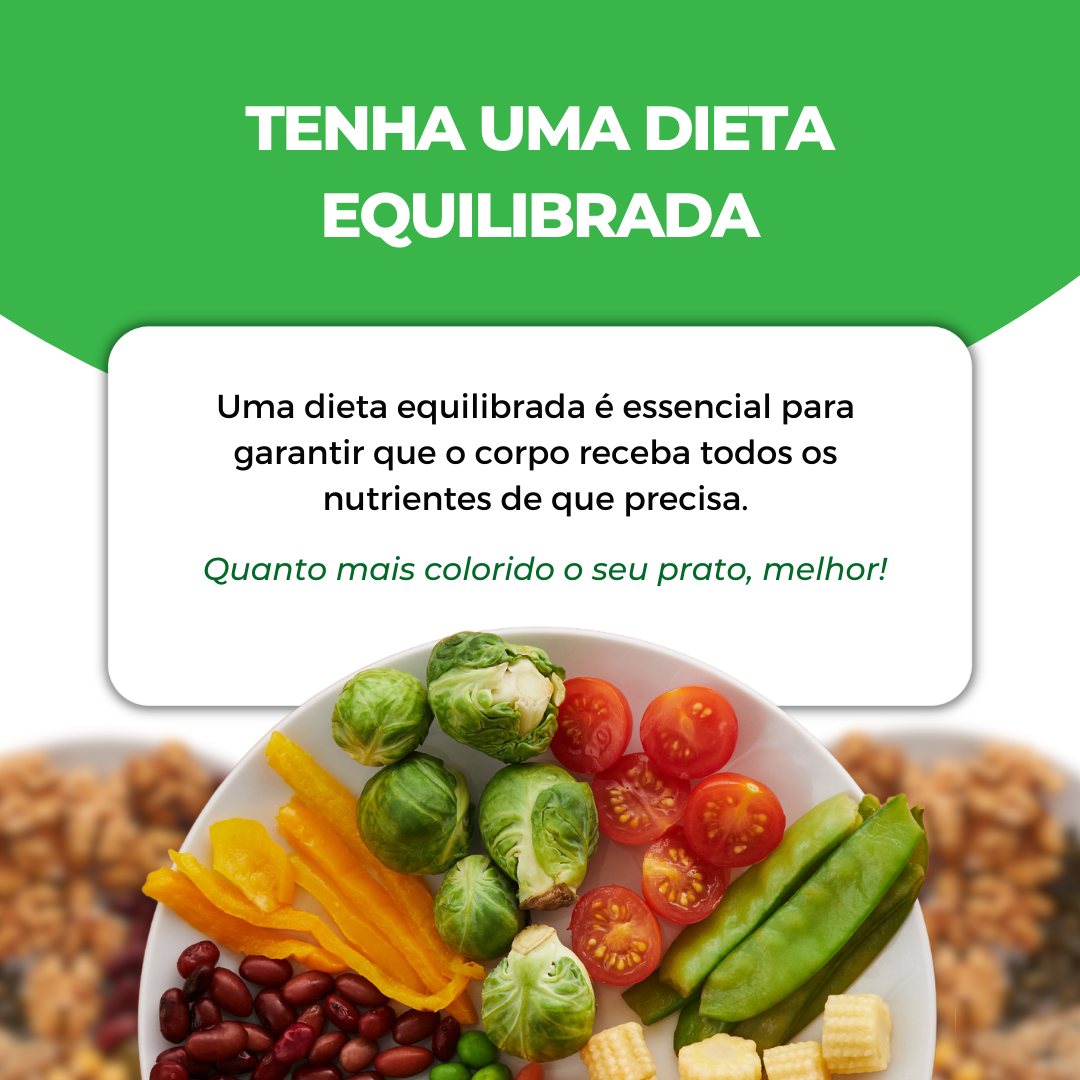 TENHA UMA DIETA
EQUILIBRADA
Uma dieta equilibrada é essencial para
garantir que o corpo receba todos os
nutrientes de que precisa.
Quanto mais colorido o seu prato, melhor!